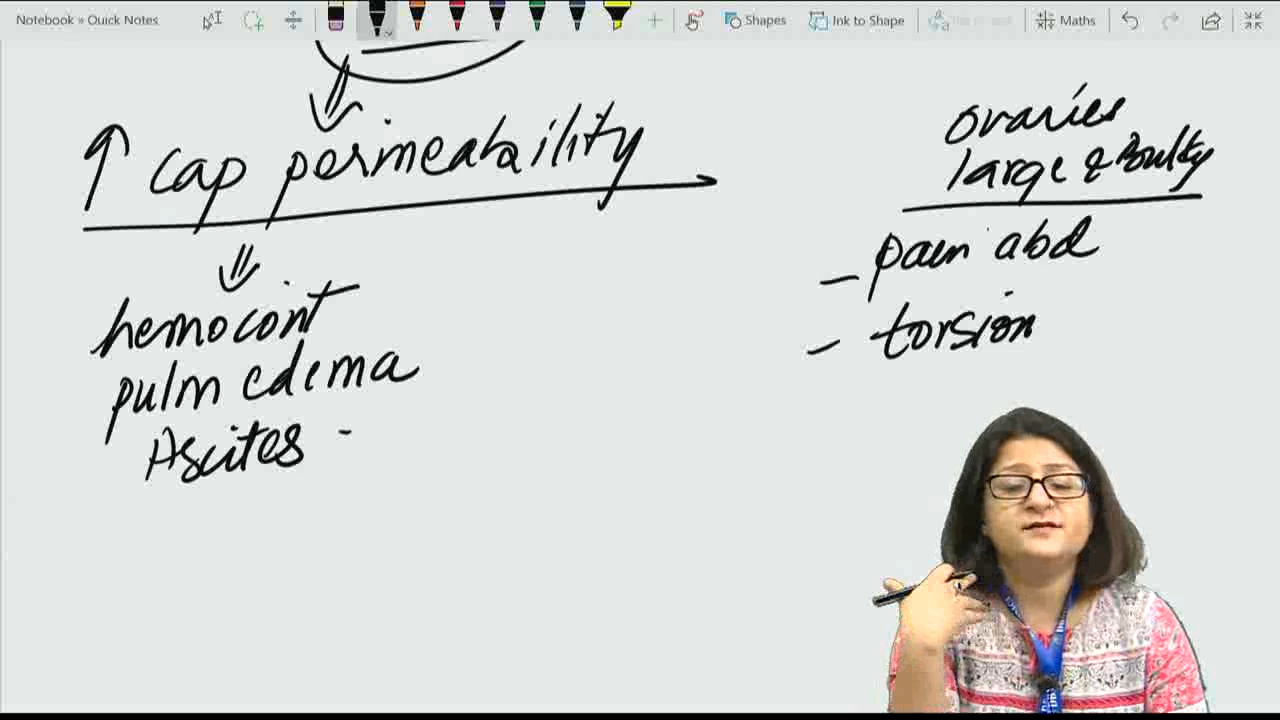 Notebook » Quick Notes
Shapes
Ink to Shape
Maths
↑ cap permeability
hemocont
pulm edema
Ascites -
ovaries
large & Bulky
- pain abd
- torsion